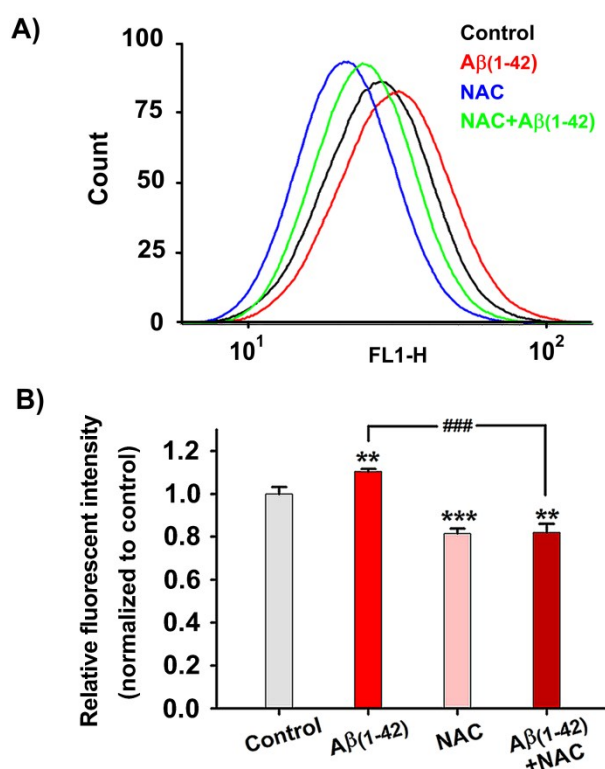 A)
Control
Aβ(1-42)
NAC
NAC+Aβ(1-42)
100
75
50
25
0
Count
10¹
10²
FL1-H
B)
Relative fluorescent intensity
(normalized to control)
1.2
1.0
0.8
0.6
0.4
0.2
0.0
###
**
***
**
Control
Aβ(1-42)
NAC
Aβ(1-42)
+NAC